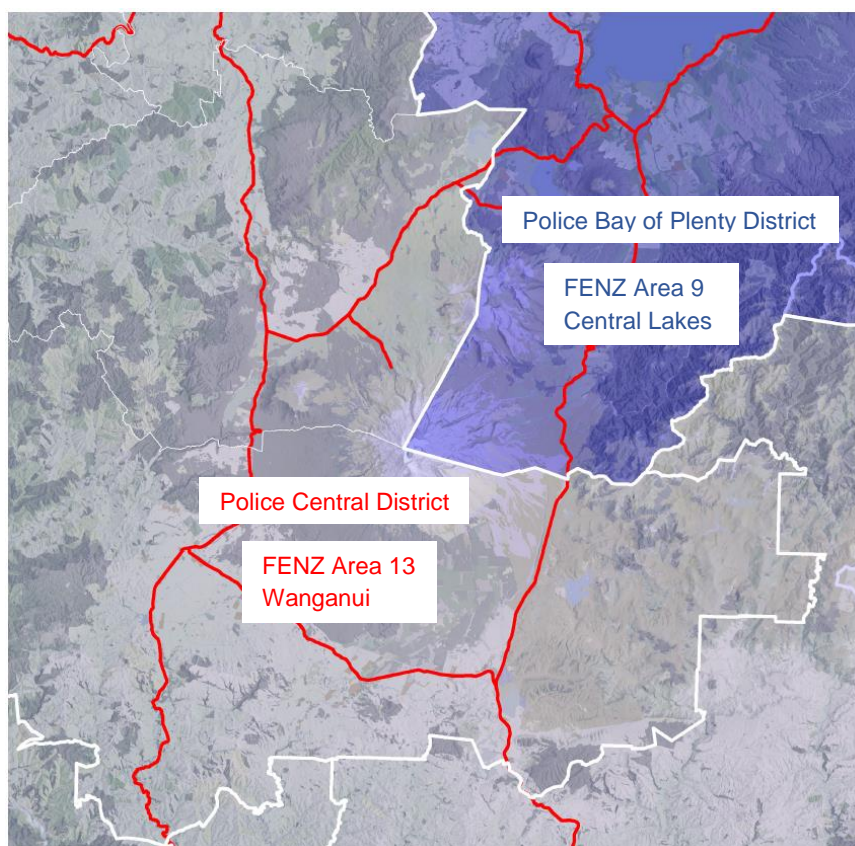 Police Bay of Plenty District
FENZ Area 9
Central Lakes
Police Central District
FENZ Area 13
Wanganui